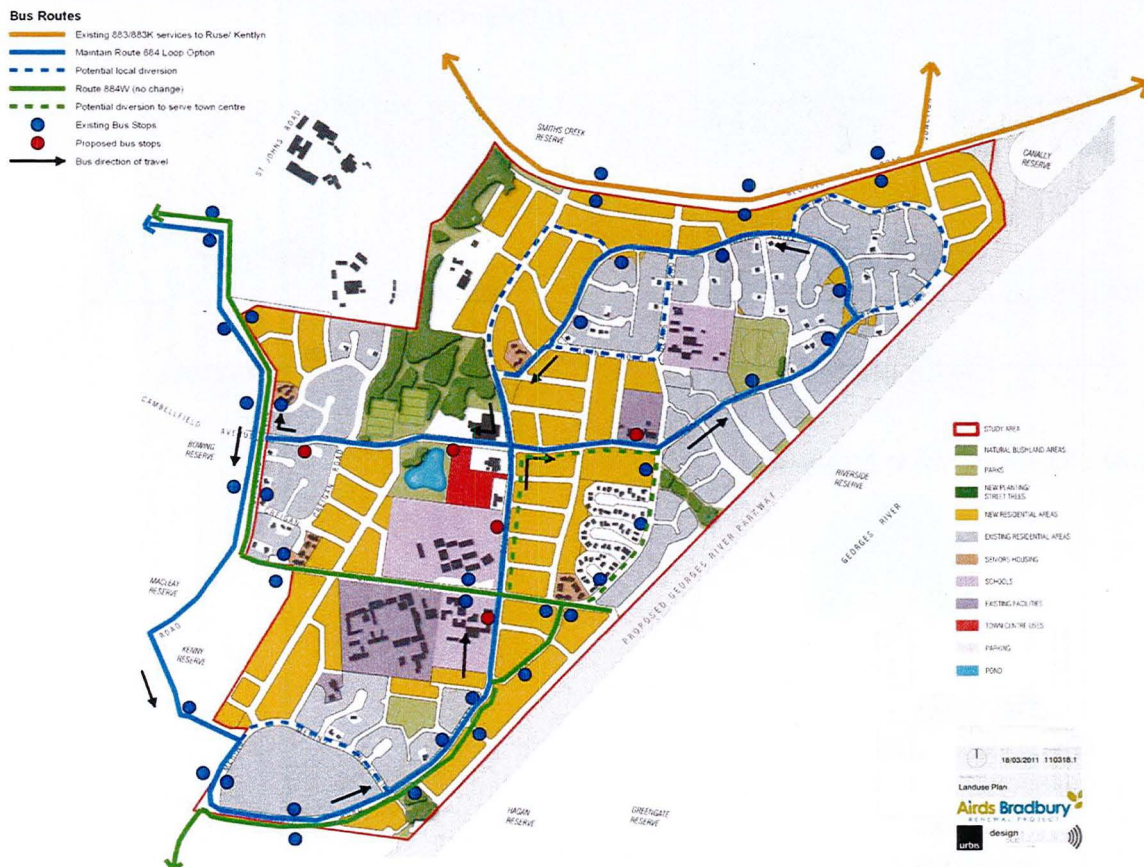 Bus Routes
Existing 883/883K services to Ruse/ Kentlyn
Maintain Route 884 Loop Option
Potential local diversion
Route 884W (no change)
Potential diversion to serve town centre
Existing Bus Stops
Proposed bus stops
Bus direction of travel
ST JOHNS ROAD
SMITHS CREEK
RESERVE
JUNCTION
ROAD
CANALLY
RESERVE
CAMBELLFIELD
AVENUE
BOWING
RESERVE
MACLEAY
RESERVE
ROAD
KENNY
RESERVE
RIVERSIDE
RESERVE
GEORGES RIVER
PROPOSED GEORGES RIVER PARKWAY
HAGAN
RESERVE
GREENGATE
RESERVE
STUDY AREA
NATURAL BUSHLAND AREAS
PARKS
NEW PLANTING/
STREET TREES
NEW RESIDENTIAL AREAS
EXISTING RESIDENTIAL AREAS
SENIORS HOUSING
SCHOOLS
EXISTING FACILITIES
TOWN CENTRE USES
PARKING
POND
18/03/2011 110318.1
Landuse Plan
Airds Bradbury
RENEWAL PROJECT
urbis
design